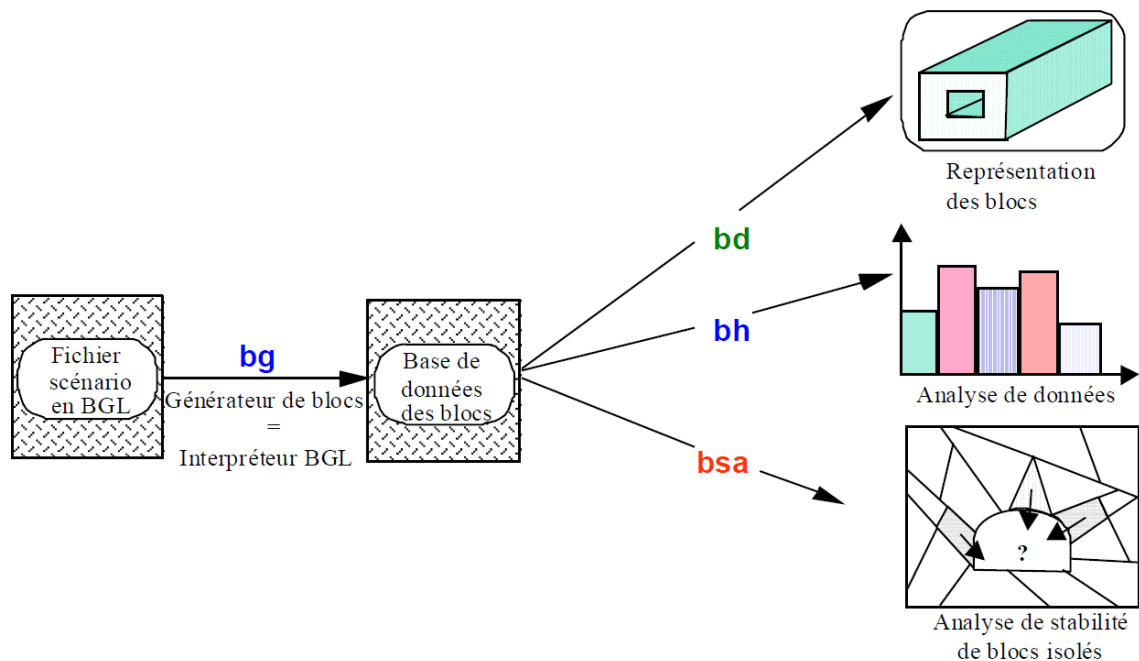 Fichier
scénario
en BGL
bg
Générateur de blocs
=
Interpréteur BGL
Base de
données
des blocs
bd
Représentation
des blocs
bh
Analyse de données
bsa
?
Analyse de stabilité
de blocs isolés